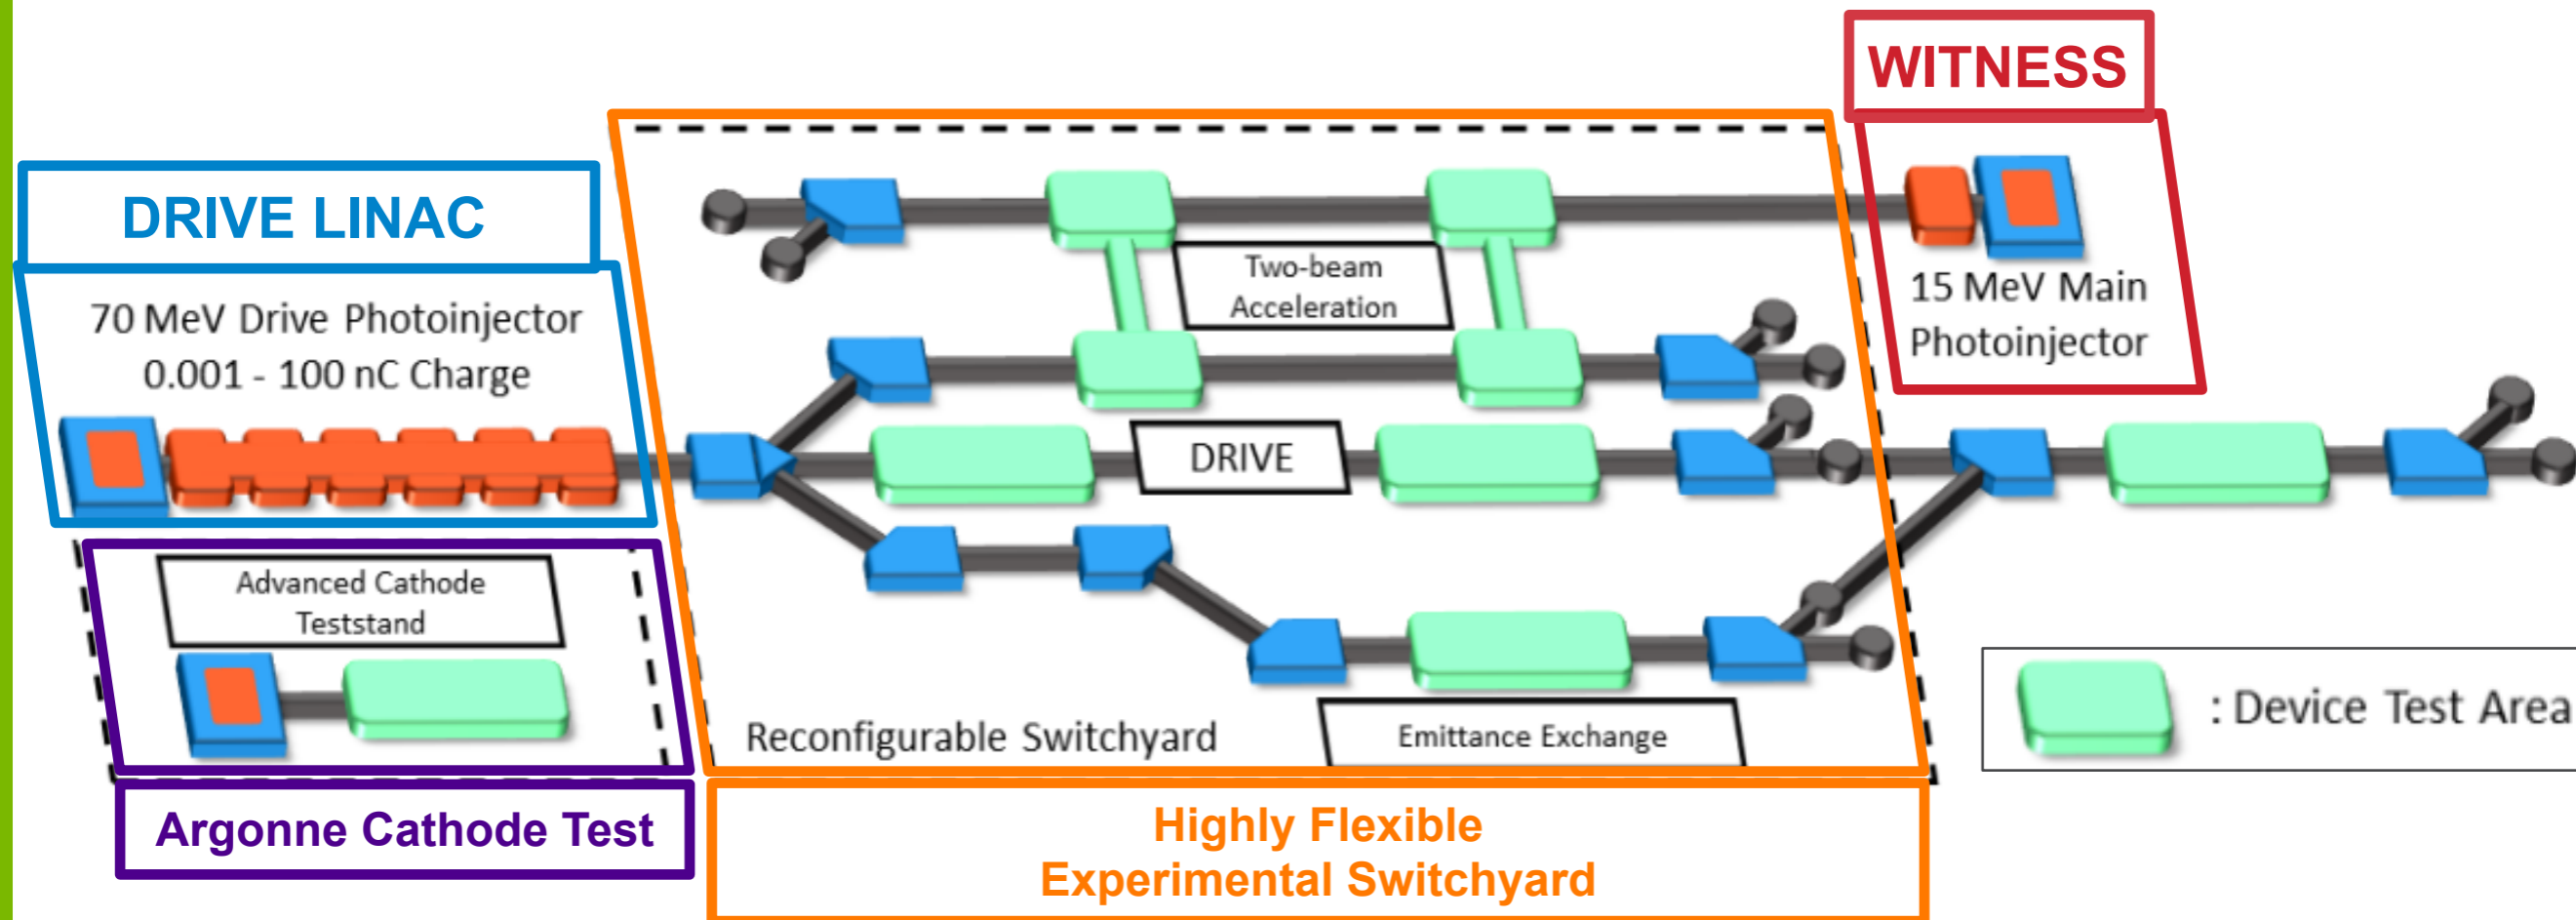 WITNESS
DRIVE LINAC
70 MeV Drive Photoinjector
0.001 - 100 nC Charge
Two-beam
Acceleration
15 MeV Main
Photoinjector
DRIVE
Advanced Cathode
Teststand
Reconfigurable Switchyard
Emittance Exchange
: Device Test Area
Argonne Cathode Test
Highly Flexible
Experimental Switchyard